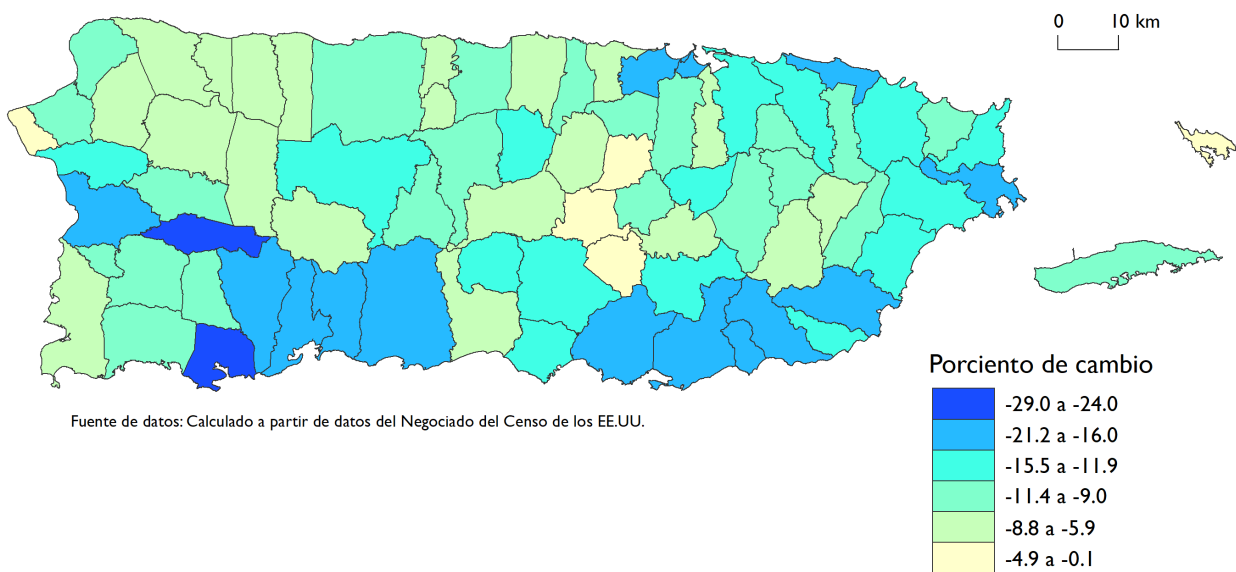 0 10 km
Fuente de datos: Calculado a partir de datos del Negociado del Censo de los EE.UU.
Porciento de cambio
-29.0 a -24.0
-21.2 a -16.0
-15.5 a -11.9
-11.4 a -9.0
-8.8 a -5.9
-4.9 a -0.1